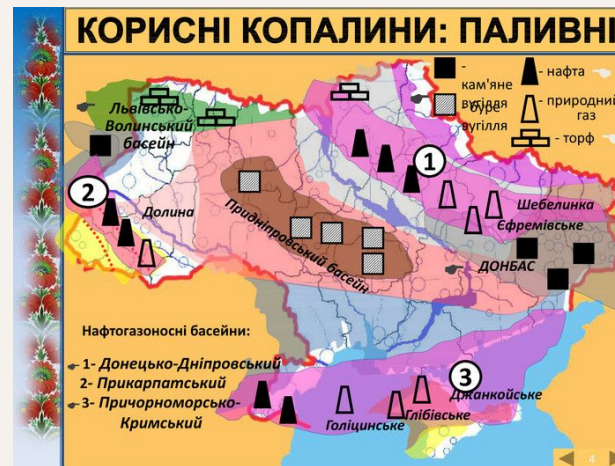 КОРИСНІ КОПАЛИНИ: ПАЛИВНІ
- кам'яне вугілля
- буре вугілля
- нафта
- природний газ
- торф
Львівсько-
Волинський
басейн
1
2
Долина
Шебелинка
Єфремівське
Придніпровський басейн
ДОНБАС
Нафтогазоносні басейни:
1- Донецько-Дніпровський
2- Прикарпатський
3- Причорноморсько-
Кримський
3
Джанкойське
Глібівське
Голіцинське
4